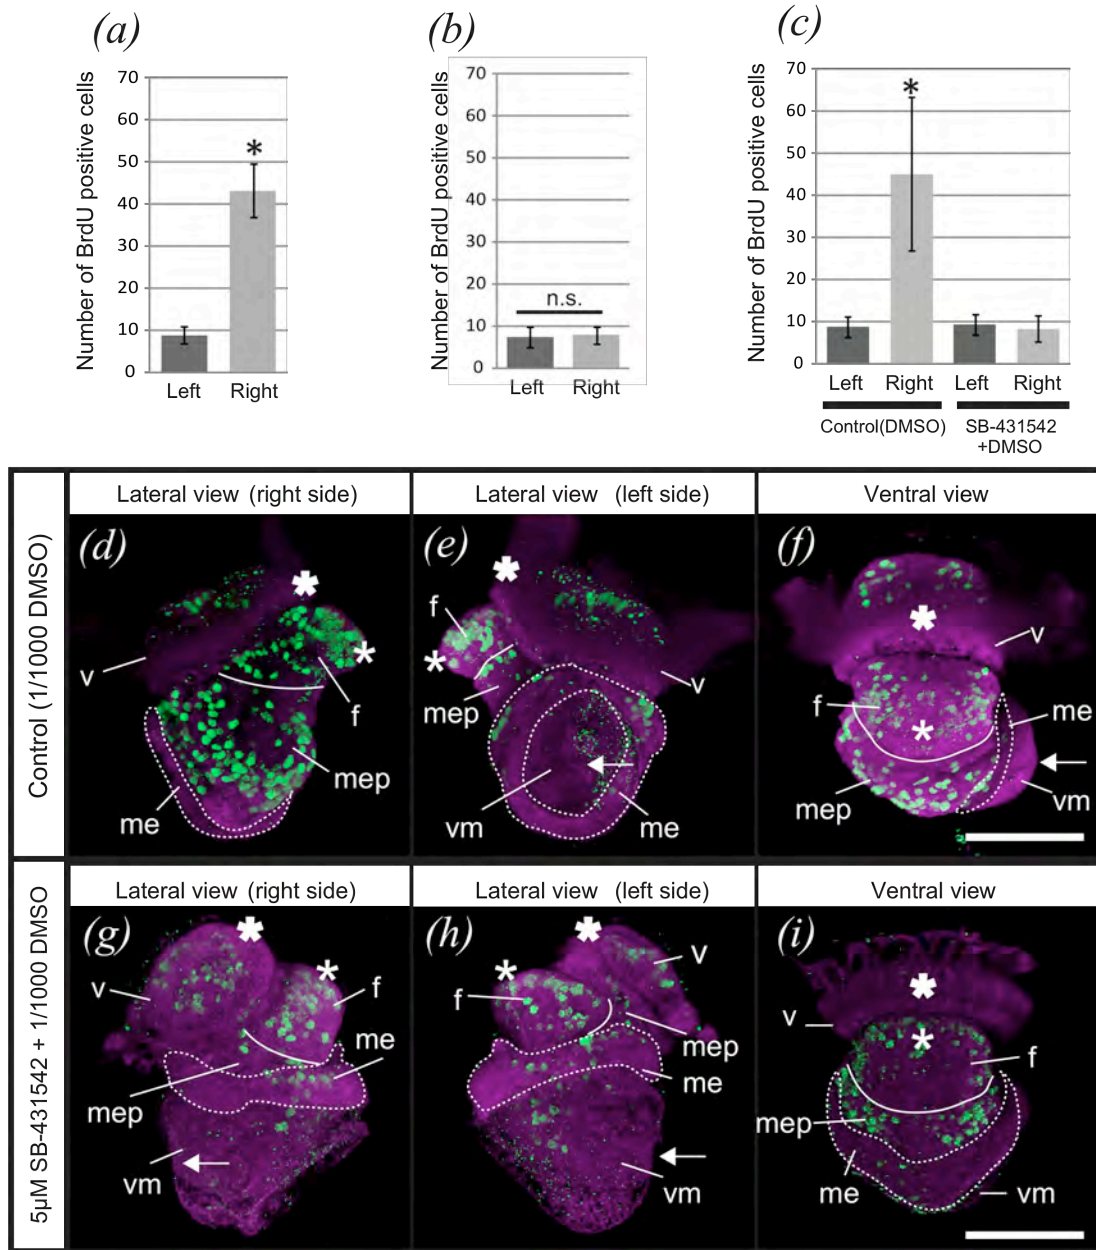 (a)
Number of BrdU positive cells
70
60
50
40
30
20
10
0
*
Left Right
(b)
Number of BrdU positive cells
70
60
50
40
30
20
10
0
n.s.
Left Right
(c)
Number of BrdU positive cells
70
60
50
40
30
20
10
0
*
Left Right Left Right
Control(DMSO)
SB-431542
+DMSO
Control (1/1000 DMSO)
Lateral view (right side)
Lateral view (left side)
Ventral view
(d)
*
*
v
f
mep
me
(e)
*
f
*
mep
v
vm
me
(f)
*
v
f
*
me
mep
vm
5µM SB-431542 + 1/1000 DMSO
Lateral view (right side)
Lateral view (left side)
Ventral view
(g)
*
*
v
f
me
mep
vm
(h)
*
*
v
f
mep
me
vm
(i)
*
v
*
f
mep
me
vm